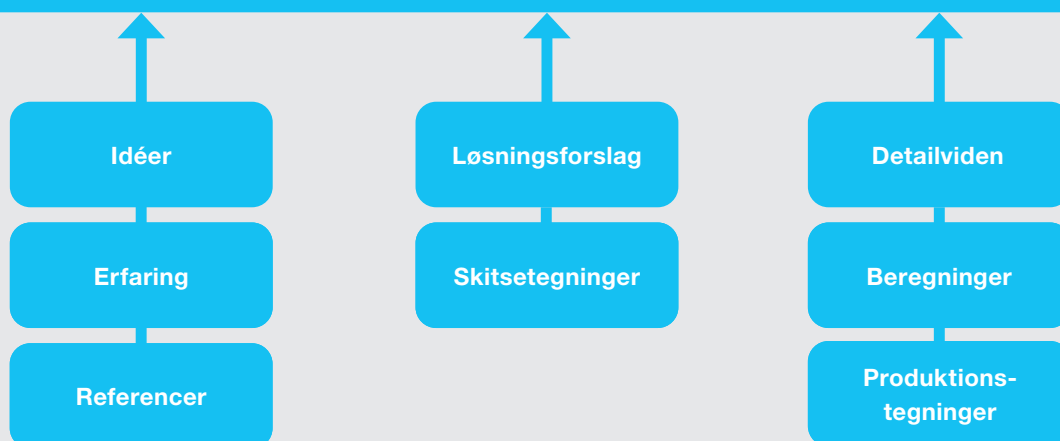 Idéer
Erfaring
Referencer
Løsningsforslag
Skitsetegninger
Detailviden
Beregninger
Produktions-
tegninger